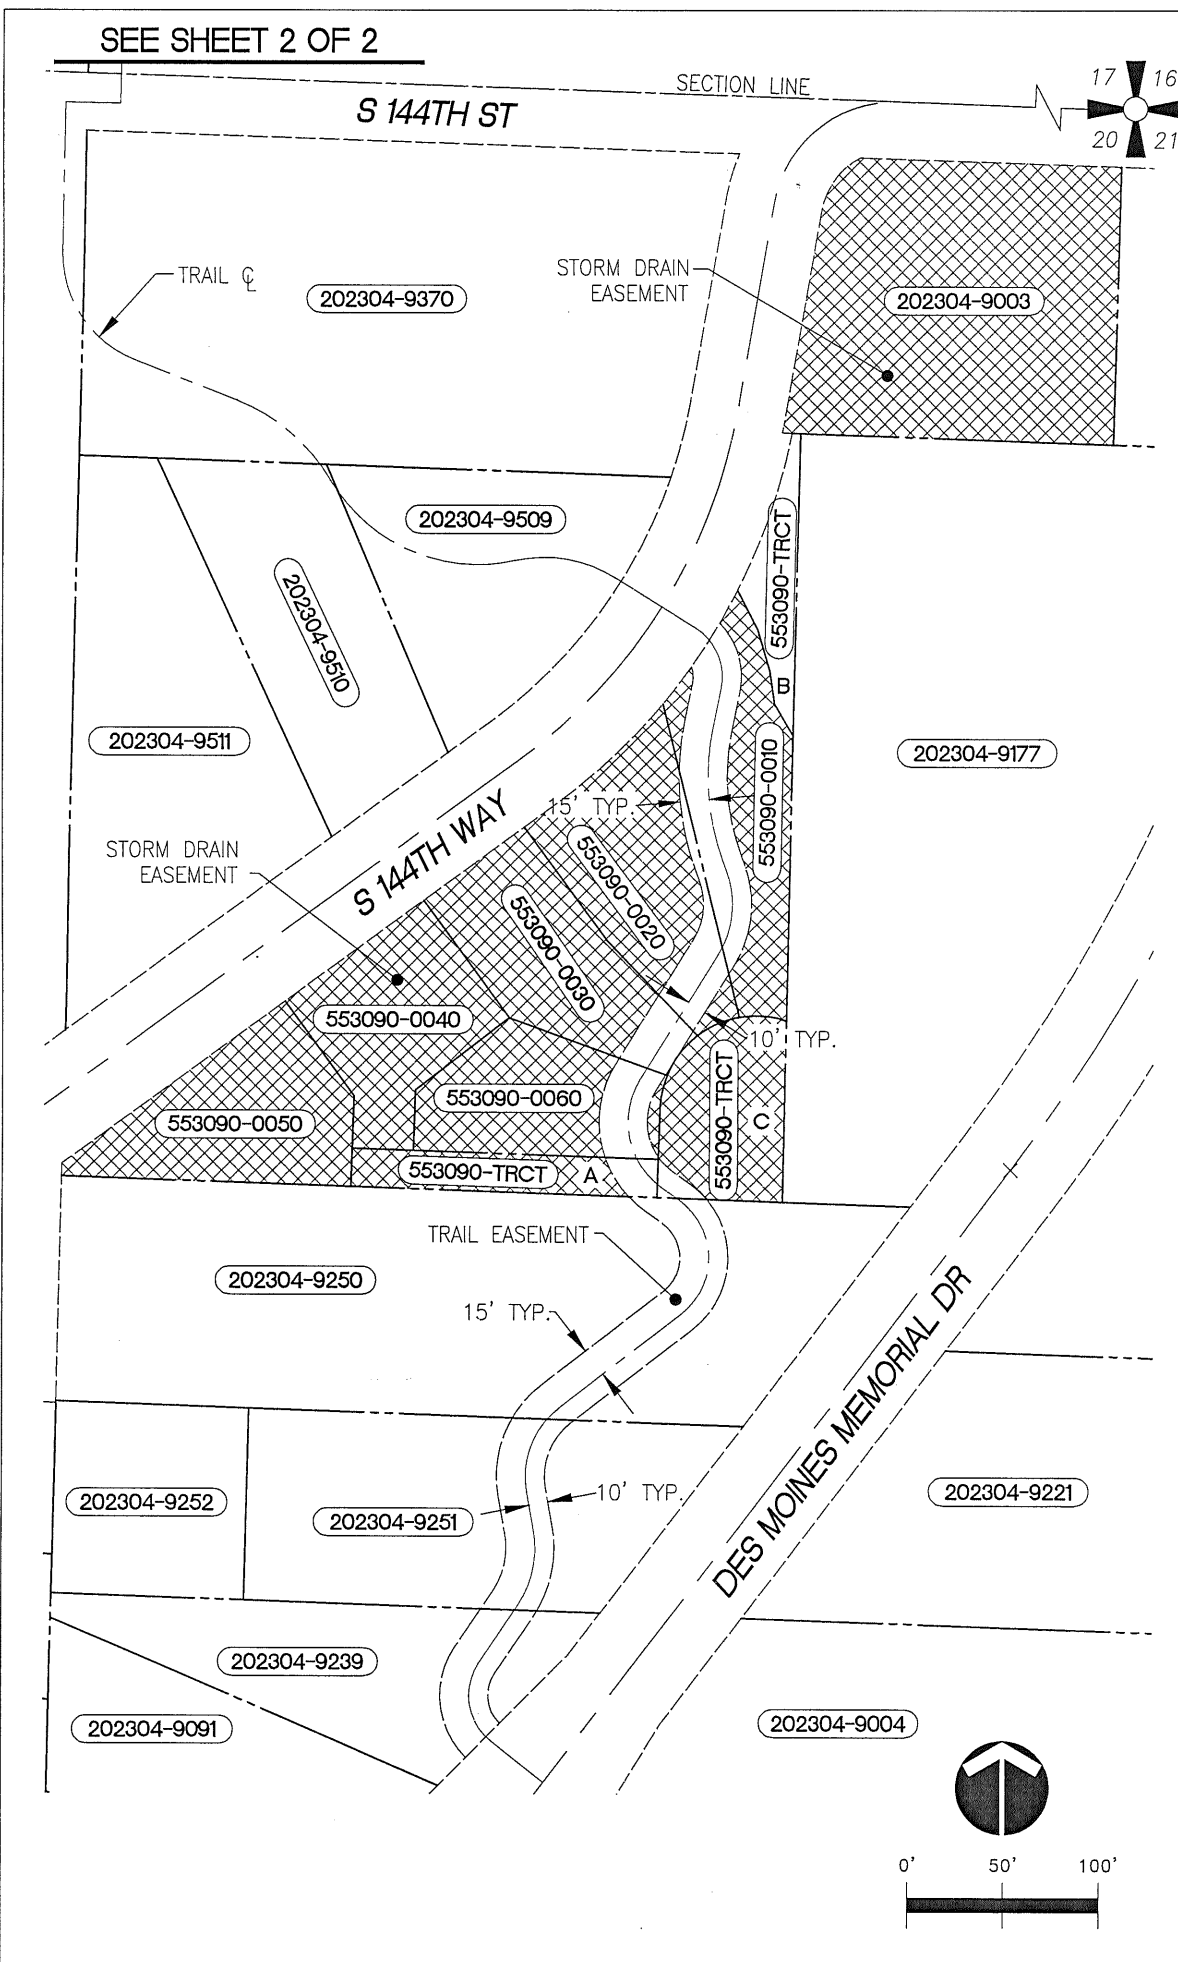 SEE SHEET 2 OF 2
SECTION LINE
17 16
20 21
S 144TH ST
TRAIL ℄
202304-9370
STORM DRAIN
EASEMENT
202304-9003
202304-9509
553090-TRCT
B
202304-9510
202304-9511
553090-0010
202304-9177
15' TYP.
S 144TH WAY
STORM DRAIN
EASEMENT
553090-0020
553090-0030
553090-0040
10' TYP.
553090-0060
553090-TRCT
C
553090-0050
553090-TRCT
A
TRAIL EASEMENT
202304-9250
15' TYP.
DES MOINES MEMORIAL DR
202304-9252
10' TYP.
202304-9251
202304-9221
202304-9239
202304-9091
202304-9004
0' 50' 100'